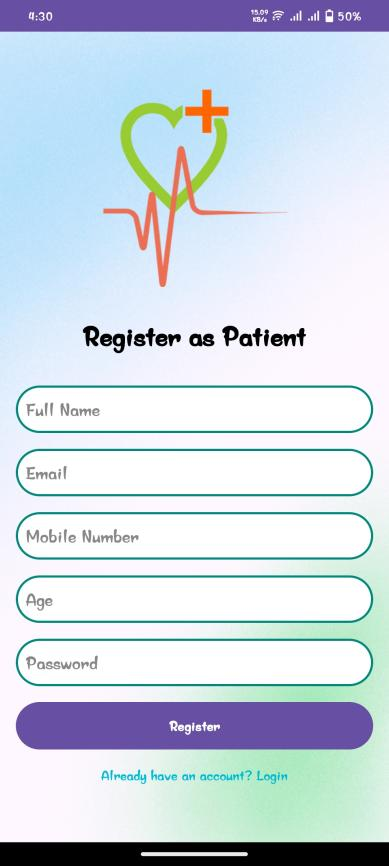 4:30
15.09
KB/s
50%
Register as Patient
Full Name
Email
Mobile Number
Age
Password
Register
Already have an account? Login